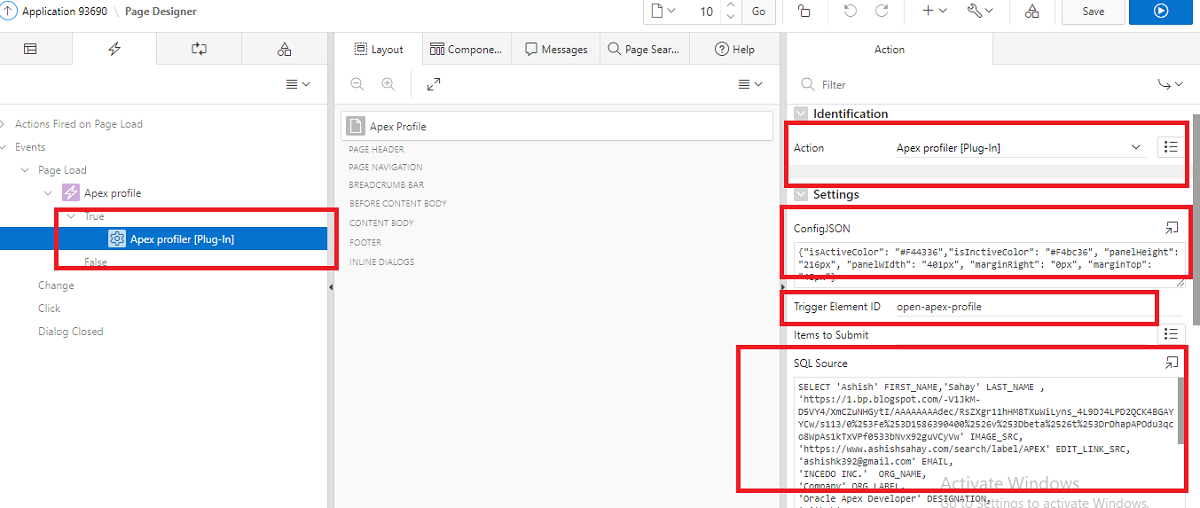 Application 93690 Page Designer
10 Go Save
Layout Compone... Messages Page Sear... Help Action
Filter
Actions Fired on Page Load
Events
Page Load
Apex profile
True
Apex profiler [Plug-In]
False
Change
Click
Dialog Closed
Apex Profile
PAGE HEADER
PAGE NAVIGATION
BREADCRUMB BAR
BEFORE CONTENT BODY
CONTENT BODY
FOOTER
INLINE DIALOGS
Identification
Action Apex profiler [Plug-In]
Settings
ConfigJSON
{"isActiveColor": "#F44336","isInctiveColor": "#F4bc36", "panelHeight":
"216px", "panelWIdth": "401px", "marginRight": "0px", "marginTop":
Trigger Element ID open-apex-profile
Items to Submit
SQL Source
SELECT 'Ashish' FIRST_NAME,'Sahay' LAST_NAME ,
'https://1.bp.blogspot.com/-V1JkM-
D5VY4/XmCZuNHGytI/AAAAAAAAdec/RsZXgr11hHM8TXuWiLyns_4L9DJ4LPD2QCK4BGAY
YCw/s113/0%253Fe%253D1586390400%2526v%253Dbeta%2526t%253DrDhapAPOdu3qc
o8WpAs1kTxVPf0533bNvx92guVCyVw' IMAGE_SRC,
'https://www.ashishsahay.com/search/label/APEX' EDIT_LINK_SRC,
'ashishk392@gmail.com' EMAIL,
'INCEDO INC.' ORG_NAME,
'Company' ORG_LABEL,
'Oracle Apex Developer' DESIGNATION,
Activate Windows
Go to Settings to activate Windows.